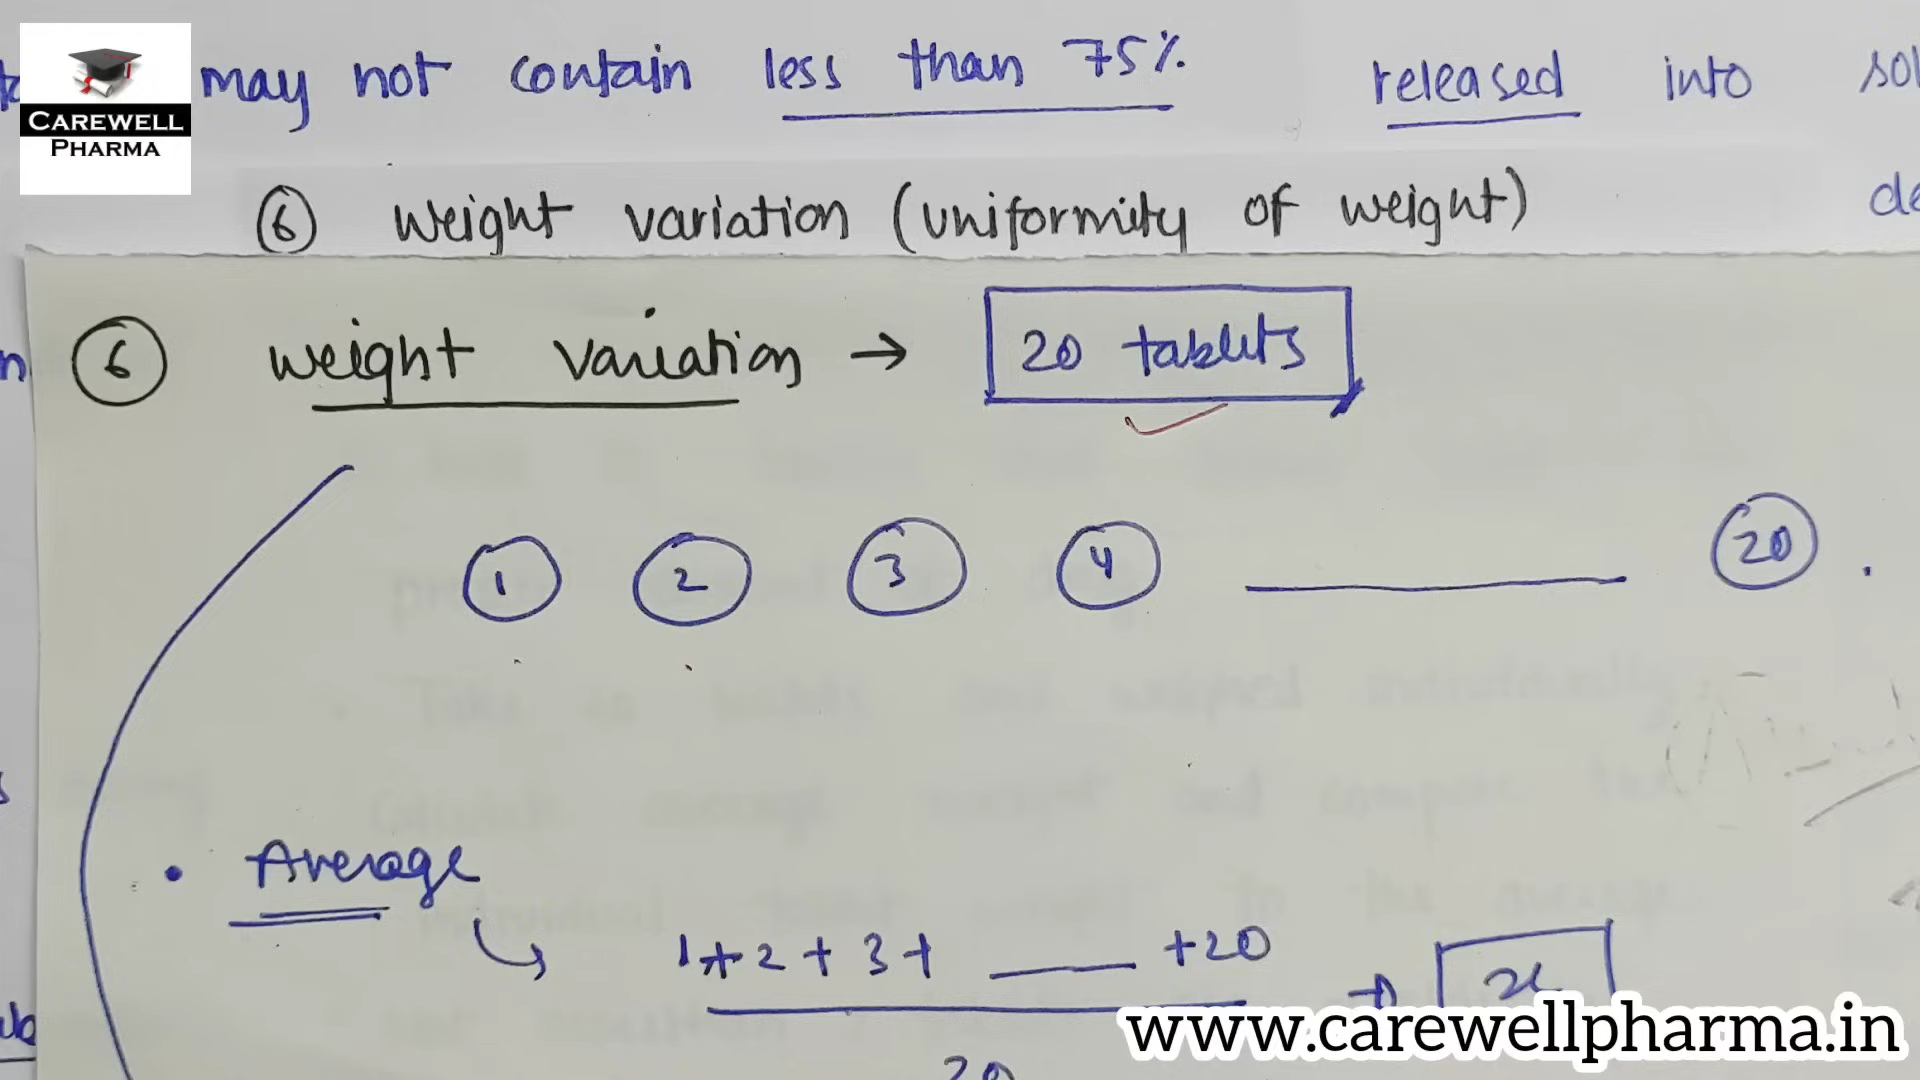 may not contain less than 75%. released into
CAREWELL
PHARMA
6 weight variation (uniformity of weight)
6 weight variation → 20 tablets
1 2 3 4 20 .
• Average
1+2+3+ +20
→ x
20
www.carewellpharma.in